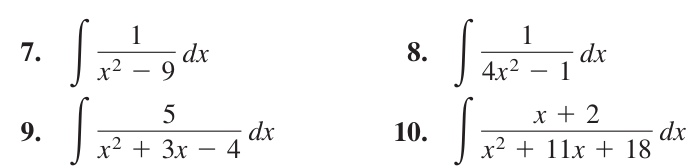 7. ∫ 1/(x² − 9) dx
8. ∫ 1/(4x² − 1) dx
9. ∫ 5/(x² + 3x − 4) dx
10. ∫ (x + 2)/(x² + 11x + 18) dx